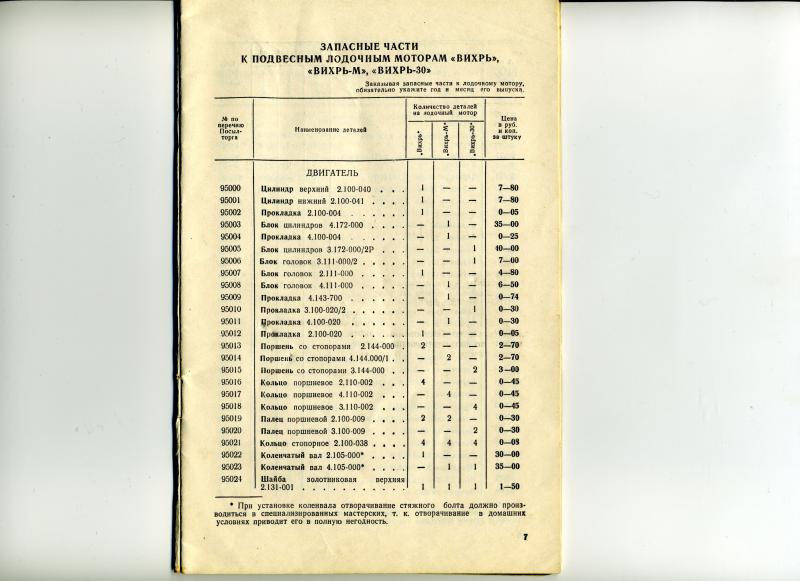 ЗАПАСНЫЕ ЧАСТИ
К ПОДВЕСНЫМ ЛОДОЧНЫМ МОТОРАМ «ВИХРЬ»,
«ВИХРЬ-М», «ВИХРЬ-30»
Заказывая запасные части к лодочному мотору,
обязательно укажите год и месяц его выпуска.
№ по перечню Посыл-торга | Наименование деталей | Количество деталей на лодочный мотор | Цена в руб. и коп. за штуку
„Вихрь“ | „Вихрь-М“ | „Вихрь-30“
ДВИГАТЕЛЬ
95000 Цилиндр верхний 2.100-040 . . . 1 — — 7—80
95001 Цилиндр нижний 2.100-041 . . . . 1 — — 7—80
95002 Прокладка 2.100-004 . . . . . . 1 — — 0—05
95003 Блок цилиндров 4.172-000 . . . . — 1 — 35—00
95004 Прокладка 4.100-004 . . . . . . — 1 — 0—25
95005 Блок цилиндров 3.172-000/2Р . . . — — 1 40—00
95006 Блок головок 3.111-000/2 . . . . . — — 1 7—00
95007 Блок головок 2.111-000 . . . . . 1 — — 4—80
95008 Блок головок 4.111-000 . . . . . — 1 — 6—50
95009 Прокладка 4.143-700 . . . . . . — 1 — 0—74
95010 Прокладка 3.100-020/2 . . . . . — — 1 0—30
95011 Прокладка 4.100-020 . . . . . . — 1 — 0—30
95012 Прокладка 2.100-020 . . . . . . 1 — — 0—05
95013 Поршень со стопорами 2.144-000 . 2 — — 2—70
95014 Поршень со стопорами 4.144.000/1 . . — 2 — 2—70
95015 Поршень со стопорами 3.144-000 . . — — 2 3—00
95016 Кольцо поршневое 2.110-002 . . . 4 — — 0—45
95017 Кольцо поршневое 4.110-002 . . . . — 4 — 0—45
95018 Кольцо поршневое 3.110-002 . . . . — — 4 0—45
95019 Палец поршневой 2.100-009 . . . . 2 2 — 0—30
95020 Палец поршневой 3.100-009 . . . . — — 2 0—30
95021 Кольцо стопорное 2.100-038 . . . . 4 4 4 0—08
95022 Коленчатый вал 2.105-000* . . . . 1 — — 30—00
95023 Коленчатый вал 4.105-000* . . . . — 1 1 35—00
95024 Шайба золотниковая верхняя
2.131-001 . . . . . . . . . . . 1 1 1 1—50
* При установке коленвала отворачивание стяжного болта должно произ-
водиться в специализированных мастерских, т. к. отворачивание в домашних
условиях приводит его в полную негодность.
7